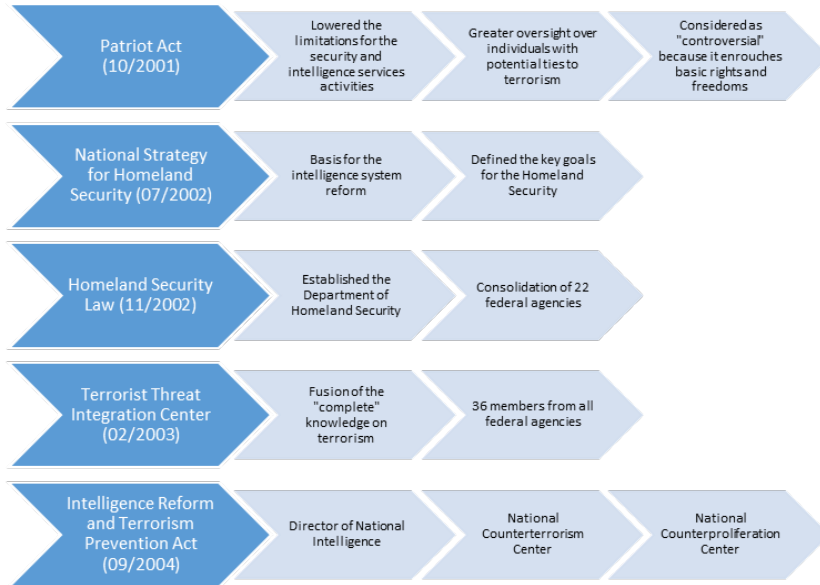 Patriot Act
(10/2001)
Lowered the
limitations for the
security and
intelligence services
activities
Greater oversight over
individuals with
potential ties to
terrorism
Considered as
"controversial"
because it enrouches
basic rights and
freedoms
National Strategy
for Homeland
Security (07/2002)
Basis for the
intelligence system
reform
Defined the key goals
for the Homeland
Security
Homeland Security
Law (11/2002)
Established the
Department of
Homeland Security
Consolidation of 22
federal agencies
Terrorist Threat
Integration Center
(02/2003)
Fusion of the
"complete"
knowledge on
terrorism
36 members from all
federal agencies
Intelligence Reform
and Terrorism
Prevention Act
(09/2004)
Director of National
Intelligence
National
Counterterrorism
Center
National
Counterproliferation
Center